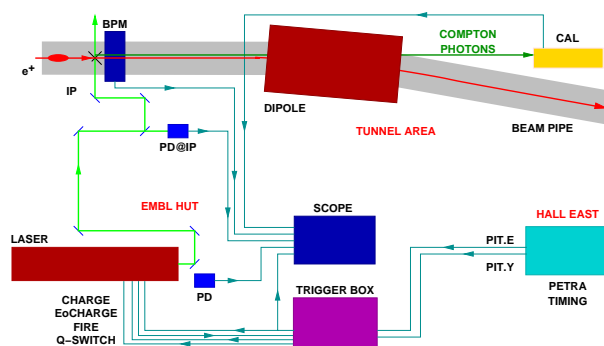 BPM
COMPTON
PHOTONS
CAL
e+
IP
DIPOLE
TUNNEL AREA
BEAM PIPE
PD@IP
EMBL HUT
SCOPE
HALL EAST
LASER
PIT.E
PIT.Y
PD
TRIGGER BOX
PETRA
TIMING
CHARGE
EoCHARGE
FIRE
Q-SWITCH